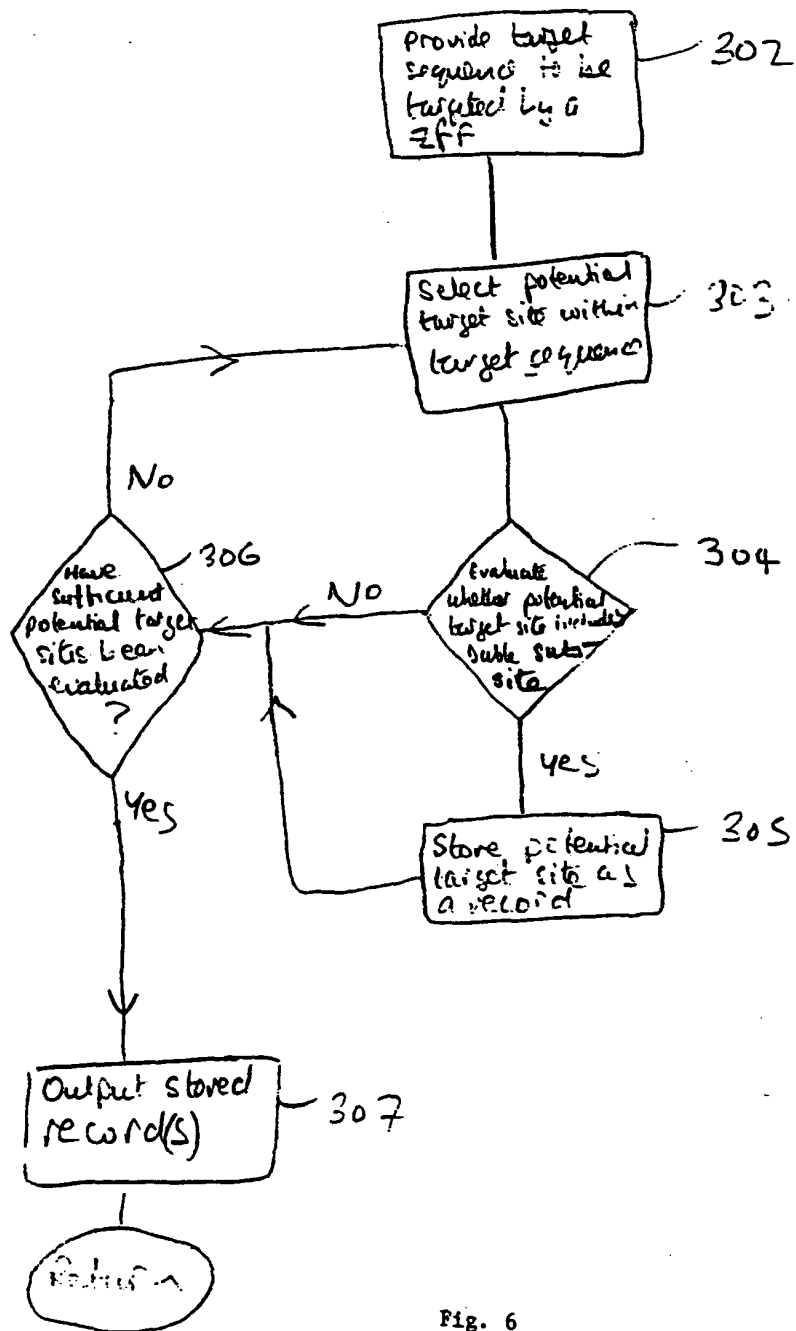 provide target
sequence to be
targeted by a
zff
302
Select potential
target site within
target sequence
303
No
Have
sufficient
potential target
sites been
evaluated
?
306
No
Evaluate
whether potential
target site includes
subsite
304
yes
Store potential
target site as
a record
305
yes
Output stored
record(s)
307
Return
Fig. 6